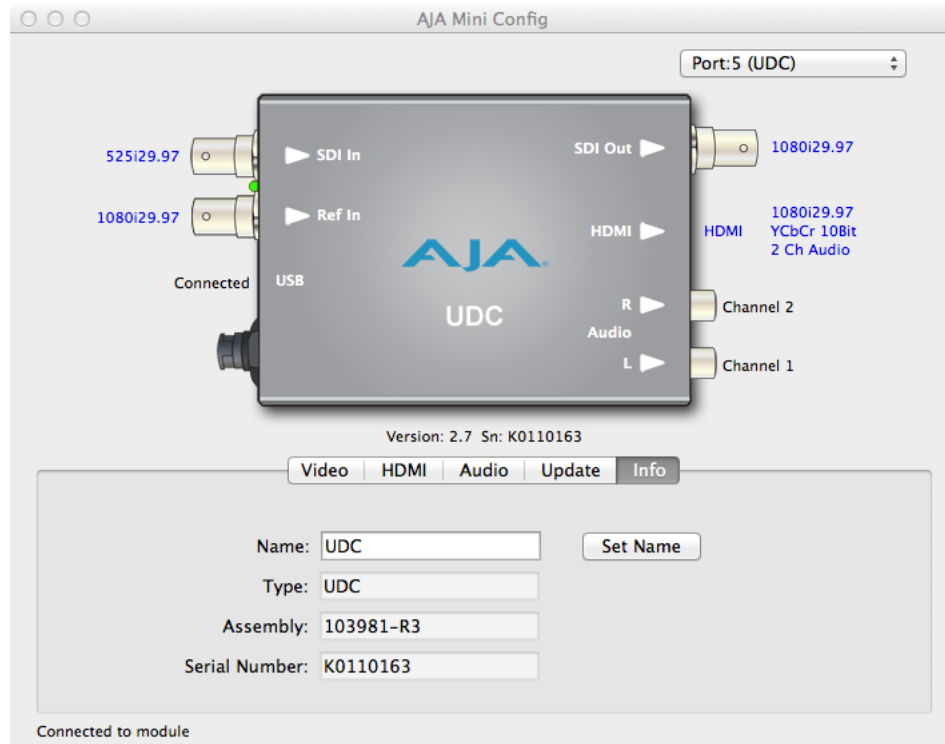 AJA Mini Config
Port:5 (UDC)
525i29.97
SDI In
SDI Out
1080i29.97
1080i29.97
Ref In
HDMI
HDMI
1080i29.97
YCbCr 10Bit
2 Ch Audio
Connected
USB
AJA
UDC
R
Channel 2
Audio
L
Channel 1
Version: 2.7 Sn: K0110163
Video HDMI Audio Update Info
Name: UDC Set Name
Type: UDC
Assembly: 103981-R3
Serial Number: K0110163
Connected to module